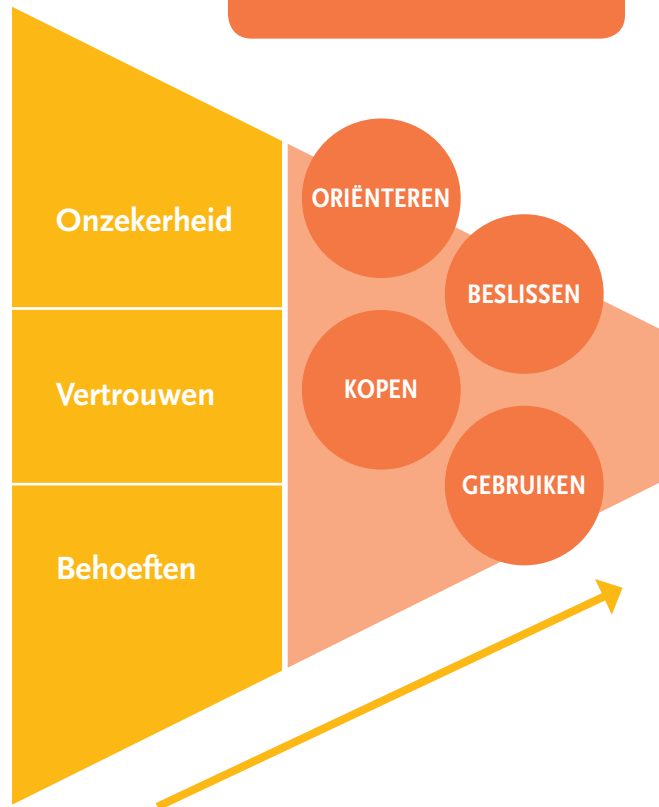 Onzekerheid
Vertrouwen
Behoeften
ORIËNTEREN
BESLISSEN
KOPEN
GEBRUIKEN